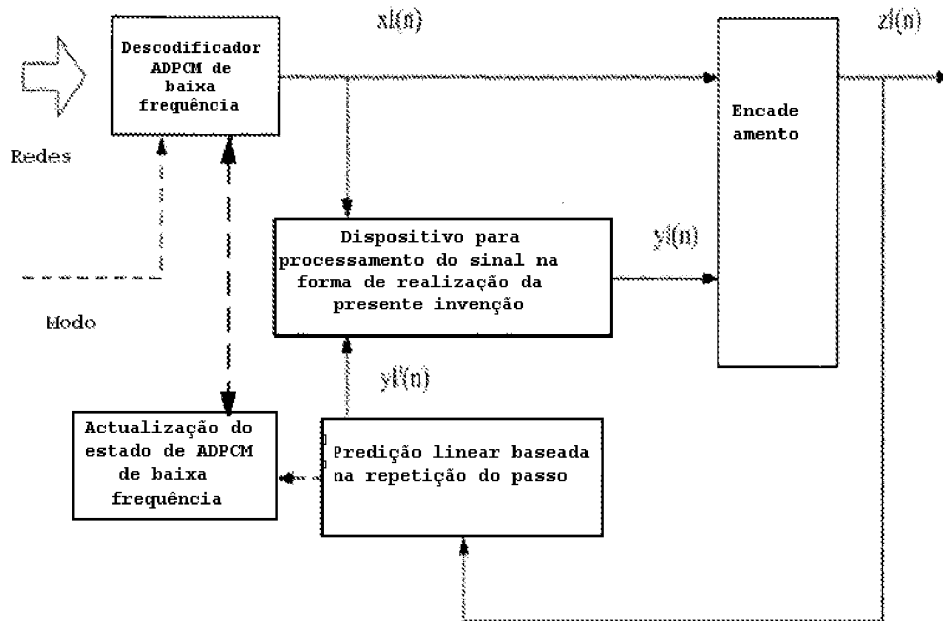 xl(n)
zl(n)
Descodificador
ADPCM de
baixa
frequência
Encade
amento
Redes
Dispositivo para
processamento do sinal na
forma de realização da
presente invenção
yl(n)
Modo
yl'(n)
Actualização do
estado de ADPCM
de baixa
frequência
Predição linear baseada
na repetição do passo